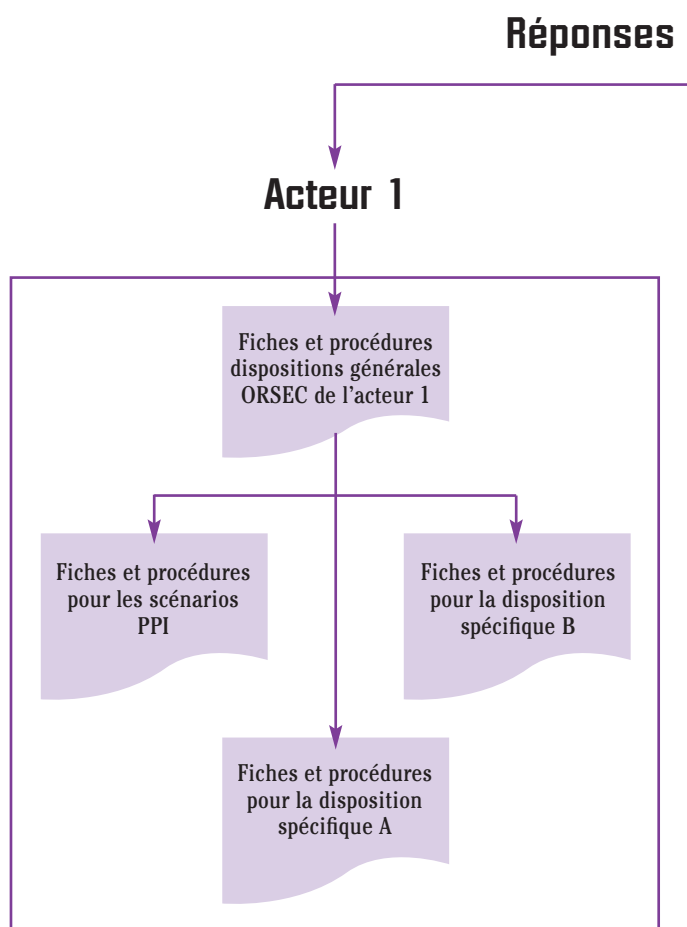 Réponses
Acteur 1
Fiches et procédures
dispositions générales
ORSEC de l’acteur 1
Fiches et procédures
pour les scénarios
PPI
Fiches et procédures
pour la disposition
spécifique B
Fiches et procédures
pour la disposition
spécifique A